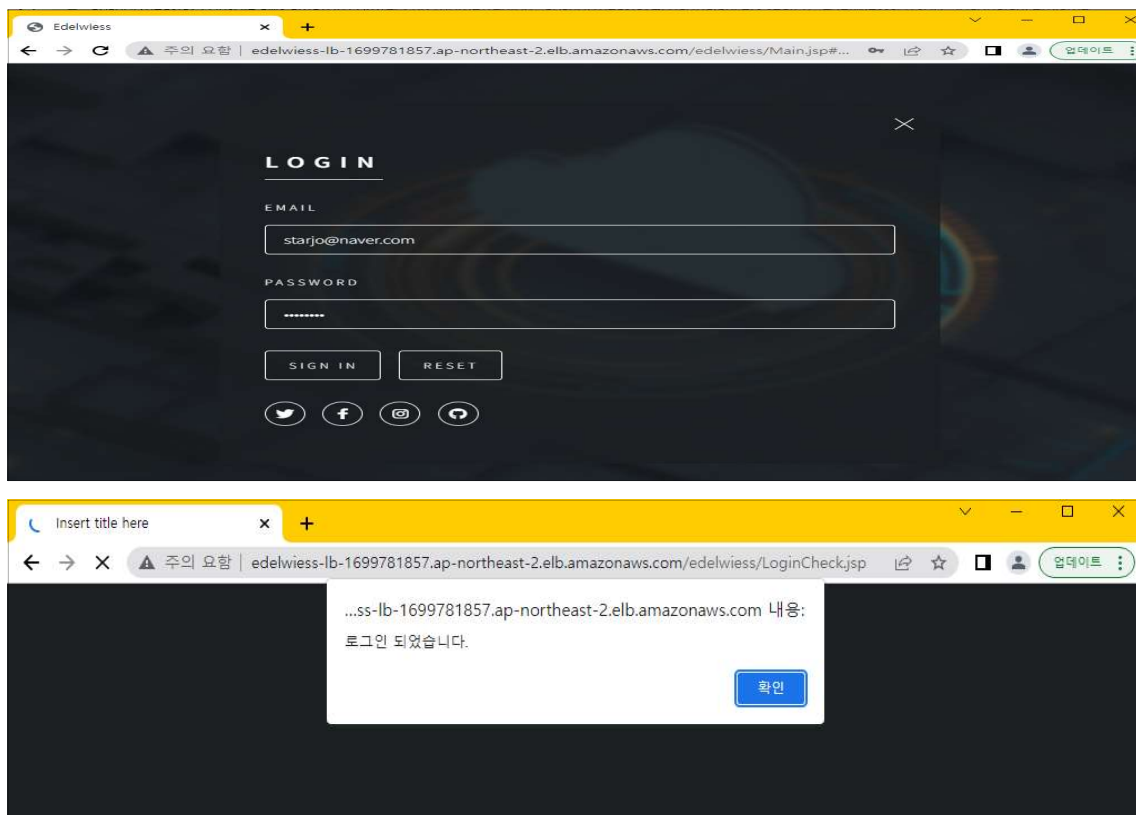 Edelwiess
주의 요함 | edelwiess-lb-1699781857.ap-northeast-2.elb.amazonaws.com/edelwiess/Main.jsp#...
업데이트
LOGIN
EMAIL
starjo@naver.com
PASSWORD
••••••••
SIGN IN
RESET
Insert title here
주의 요함 | edelwiess-lb-1699781857.ap-northeast-2.elb.amazonaws.com/edelwiess/LoginCheck.jsp
업데이트
...ss-lb-1699781857.ap-northeast-2.elb.amazonaws.com 내용:
로그인 되었습니다.
확인